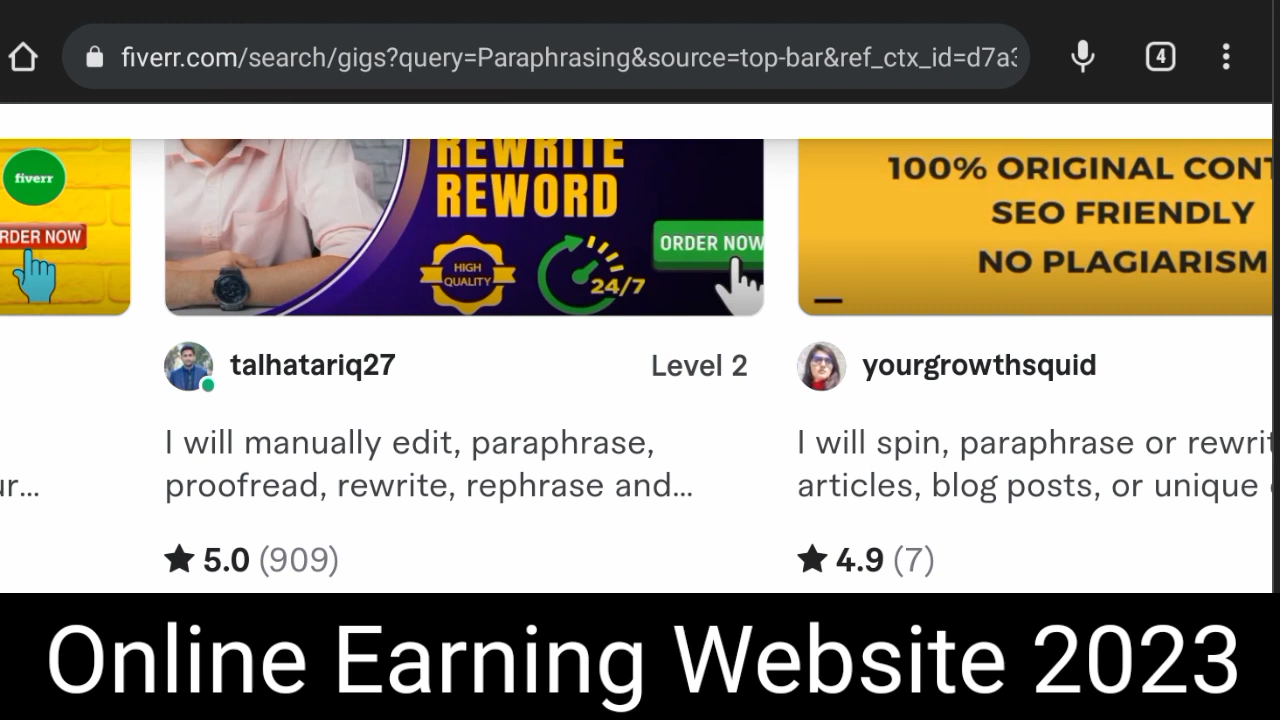 fiverr.com/search/gigs?query=Paraphrasing&source=top-bar&ref_ctx_id=d7a3
4
fiverr
RDER NOW
REWRITE
REWORD
HIGH
QUALITY
24/7
ORDER NOW
100% ORIGINAL CONT
SEO FRIENDLY
NO PLAGIARISM
talhatariq27
Level 2
yourgrowthsquid
ur...
I will manually edit, paraphrase,
proofread, rewrite, rephrase and...
I will spin, paraphrase or rewrit
articles, blog posts, or unique
5.0 (909)
4.9 (7)
Online Earning Website 2023